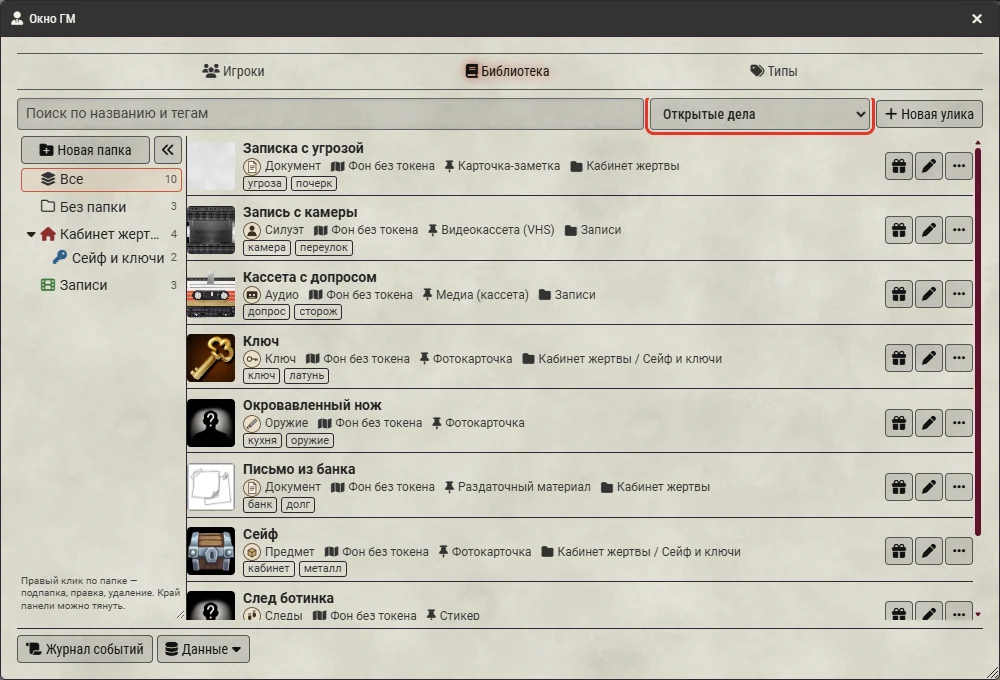 Окно ГМ
Игроки
Библиотека
Типы
Поиск по названию и тегам
Открытые дела
Новая улика
Новая папка
Все 10
Без папки 3
Кабинет жерт... 4
Сейф и ключи 2
Записи 3
Правый клик по папке —
подпапка, правка, удаление. Край
панели можно тянуть.
Записка с угрозой
Документ Фон без токена Карточка-заметка Кабинет жертвы
угроза почерк
Запись с камеры
Силуэт Фон без токена Видеокассета (VHS) Записи
камера переулок
Кассета с допросом
Аудио Фон без токена Медиа (кассета) Записи
допрос сторож
Ключ
Ключ Фон без токена Фотокарточка Кабинет жертвы / Сейф и ключи
ключ латунь
Окровавленный нож
Оружие Фон без токена Фотокарточка
кухня оружие
Письмо из банка
Документ Фон без токена Раздаточный материал Кабинет жертвы
банк долг
Сейф
Предмет Фон без токена Фотокарточка Кабинет жертвы / Сейф и ключи
кабинет металл
След ботинка
Следы Фон без токена Стикер
Журнал событий
Данные